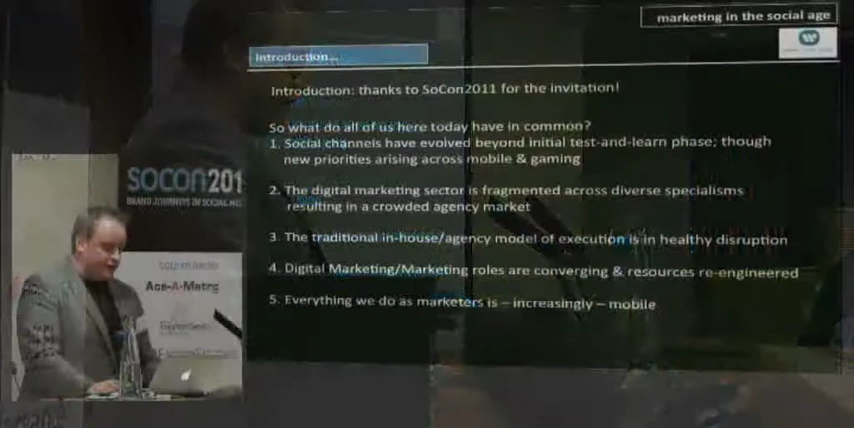 marketing in the social age
Introduction...
Introduction: thanks to SoCon2011 for the invitation!
So what do all of us here today have in common?
1. Social channels have evolved beyond initial test-and-learn phase; though
new priorities arising across mobile & gaming
2. The digital marketing sector is fragmented across diverse specialisms
resulting in a crowded agency market
3. The traditional in-house/agency model of execution is in healthy disruption
4. Digital Marketing/Marketing roles are converging & resources re-engineered
5. Everything we do as marketers is – increasingly – mobile
SOCON201
BRAND JOURNEYS IN SOCIAL
Ace-A-Metric